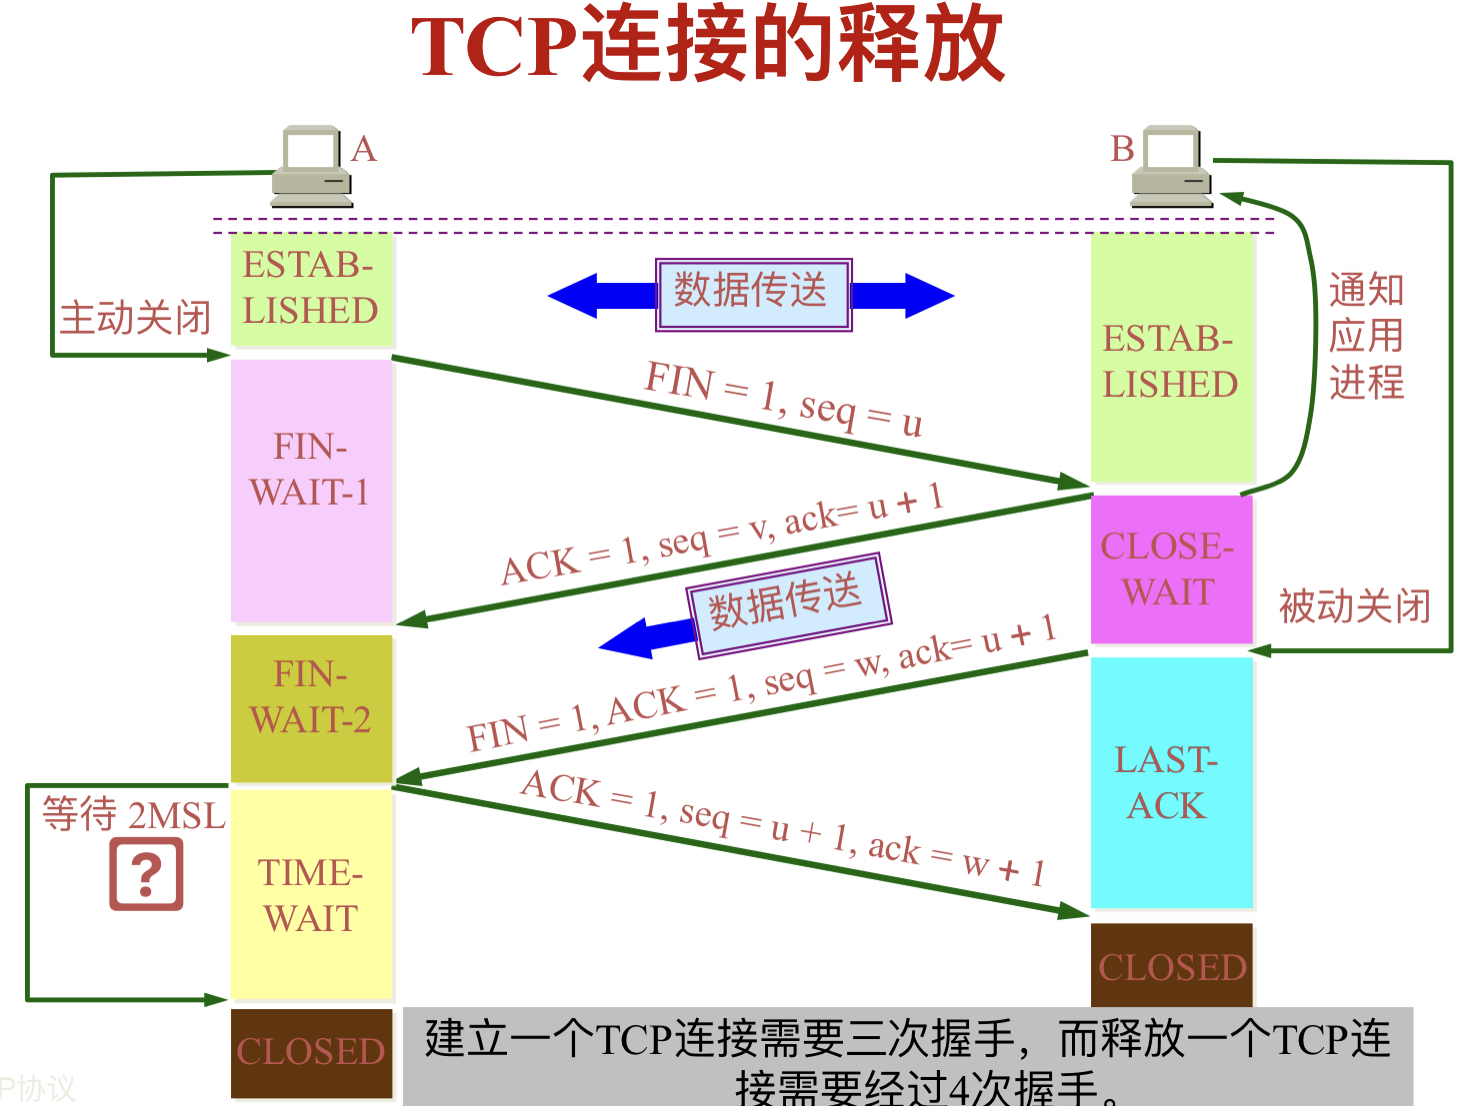 TCP连接的释放
A
B
ESTAB-
LISHED
数据传送
主动关闭
ESTAB-
LISHED
通知
应用
进程
FIN = 1, seq = u
FIN-
WAIT-1
ACK = 1, seq = v, ack= u + 1
CLOSE-
WAIT
数据传送
被动关闭
FIN-
WAIT-2
FIN = 1, ACK = 1, seq = w, ack= u + 1
LAST-
ACK
等待 2MSL
?
ACK = 1, seq = u + 1, ack = w + 1
TIME-
WAIT
CLOSED
CLOSED
建立一个TCP连接需要三次握手，而释放一个TCP连
接需要经过4次握手。
P协议